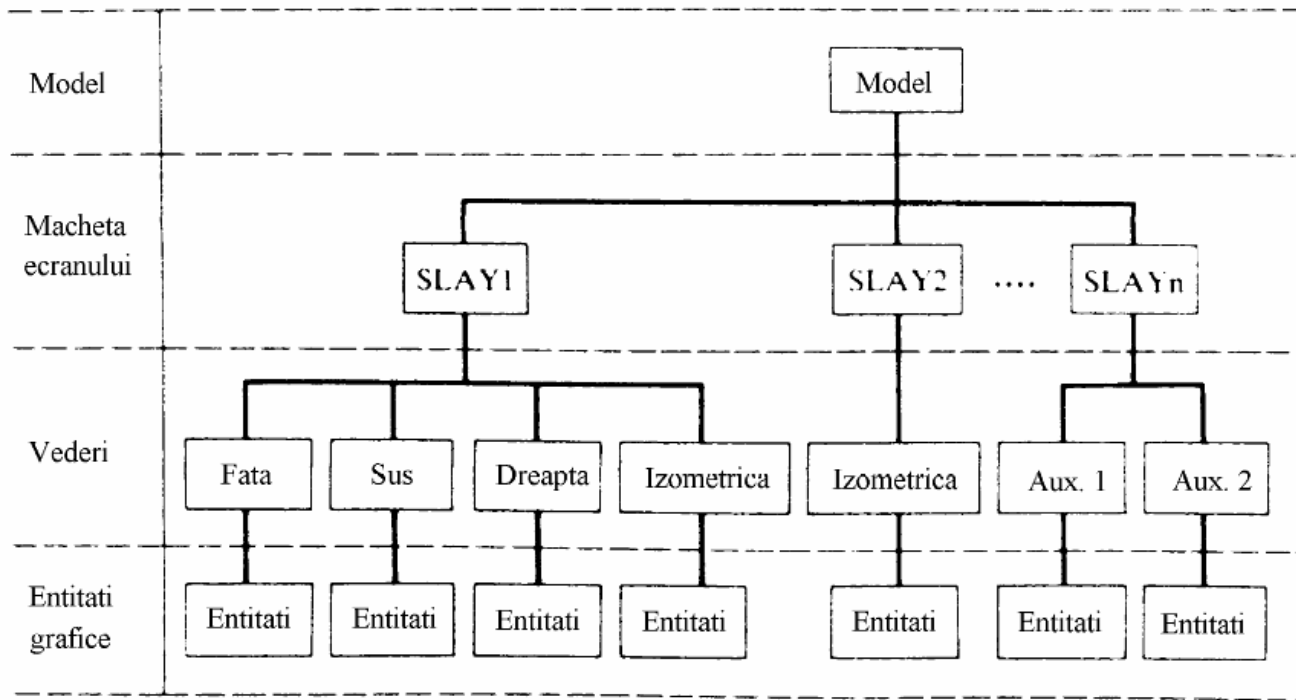 Model
Model
Macheta
ecranului
SLAY1
SLAY2
....
SLAYn
Vederi
Fata
Sus
Dreapta
Izometrica
Izometrica
Aux. 1
Aux. 2
Entitati
grafice
Entitati
Entitati
Entitati
Entitati
Entitati
Entitati
Entitati